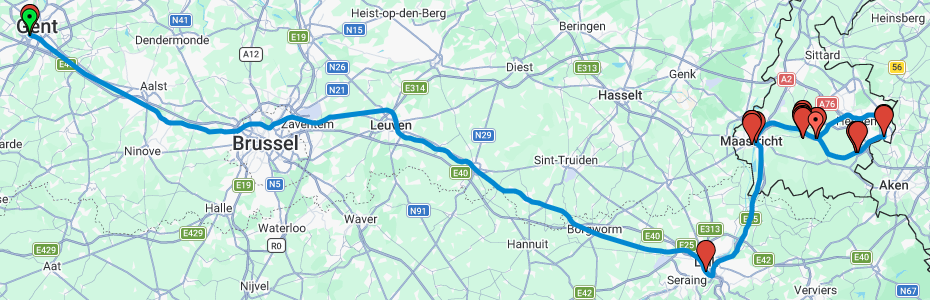 Gent
N41
Heist-op-den-Berg
Beringen
Heinsberg
Dendermonde
E19
N15
A12
Sittard
N26
Diest
E313
Genk
A2
56
Aalst
N21
E314
Hasselt
A76
Zaventem
Leuven
Brussel
N29
Maastricht
Ninove
E40
Sint-Truiden
E19
N5
Aken
Halle
N91
Waver
Waterloo
E429
R0
Hannuit
Borgworm
E40
E313
E25
E25
E429
Aat
E42
E40
Seraing
Nijvel
E42
Verviers
N67